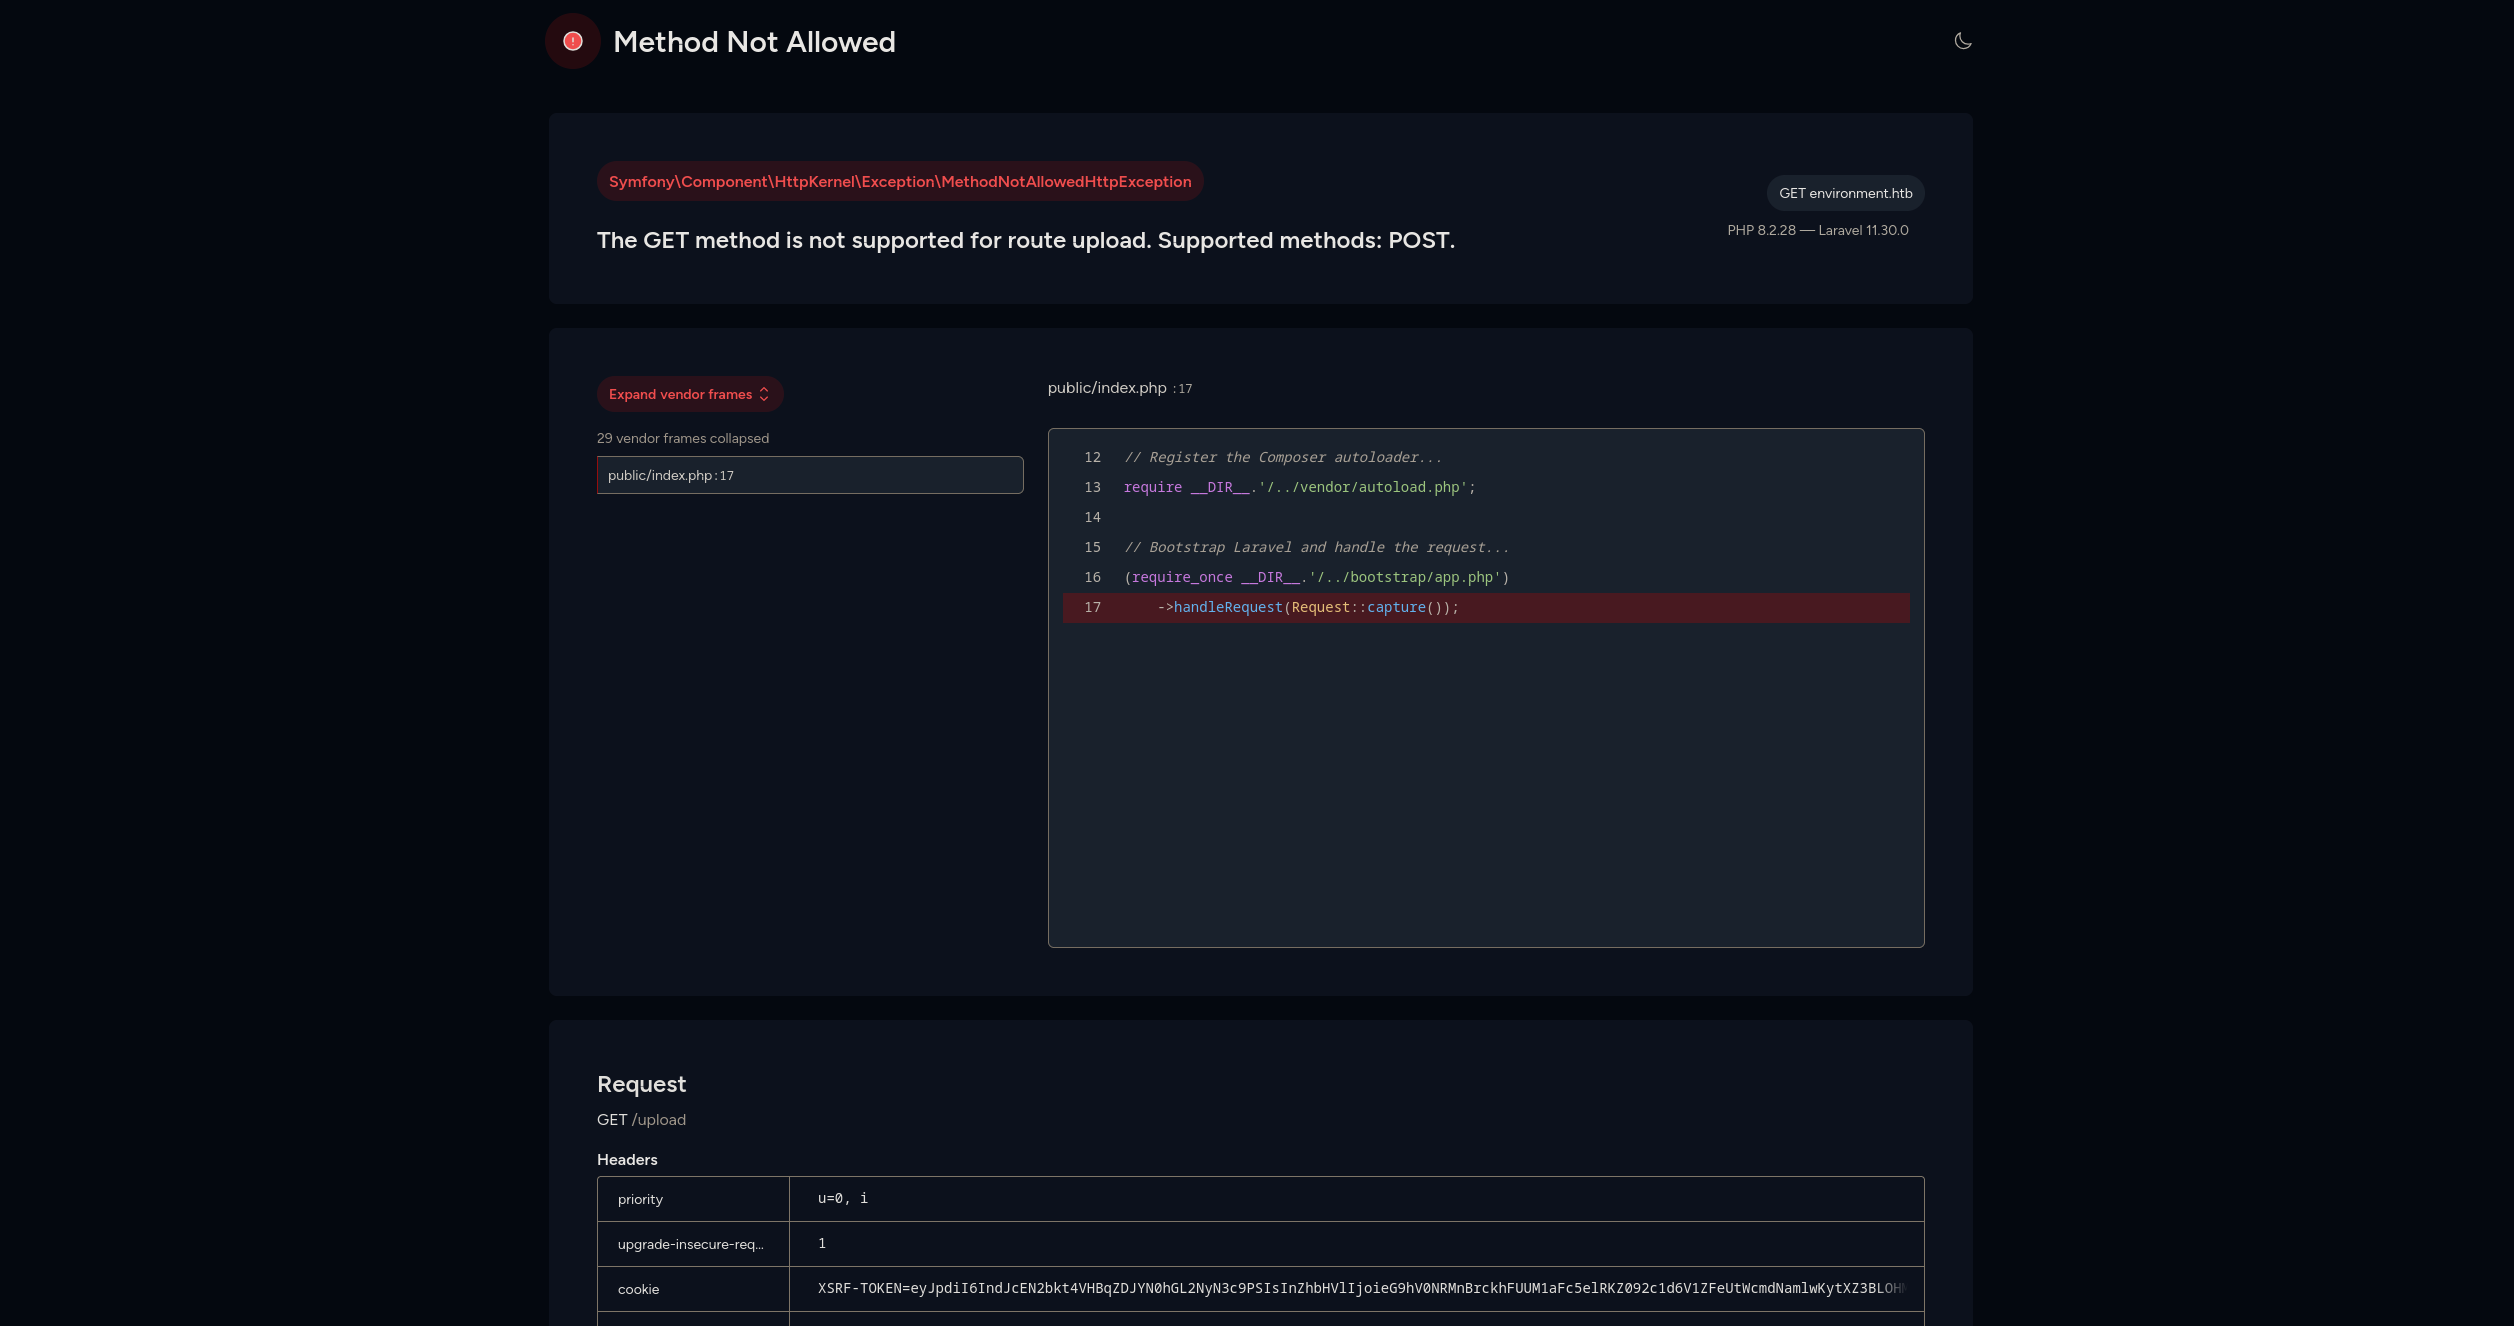 Method Not Allowed
Symfony\Component\HttpKernel\Exception\MethodNotAllowedHttpException
GET environment.htb
The GET method is not supported for route upload. Supported methods: POST.
PHP 8.2.28 — Laravel 11.30.0
Expand vendor frames
29 vendor frames collapsed
public/index.php:17
public/index.php :17
12 // Register the Composer autoloader...
13 require __DIR__.'/../vendor/autoload.php';
14
15 // Bootstrap Laravel and handle the request...
16 (require_once __DIR__.'/../bootstrap/app.php')
17 ->handleRequest(Request::capture());
Request
GET /upload
Headers
priority u=0, i
upgrade-insecure-req... 1
cookie